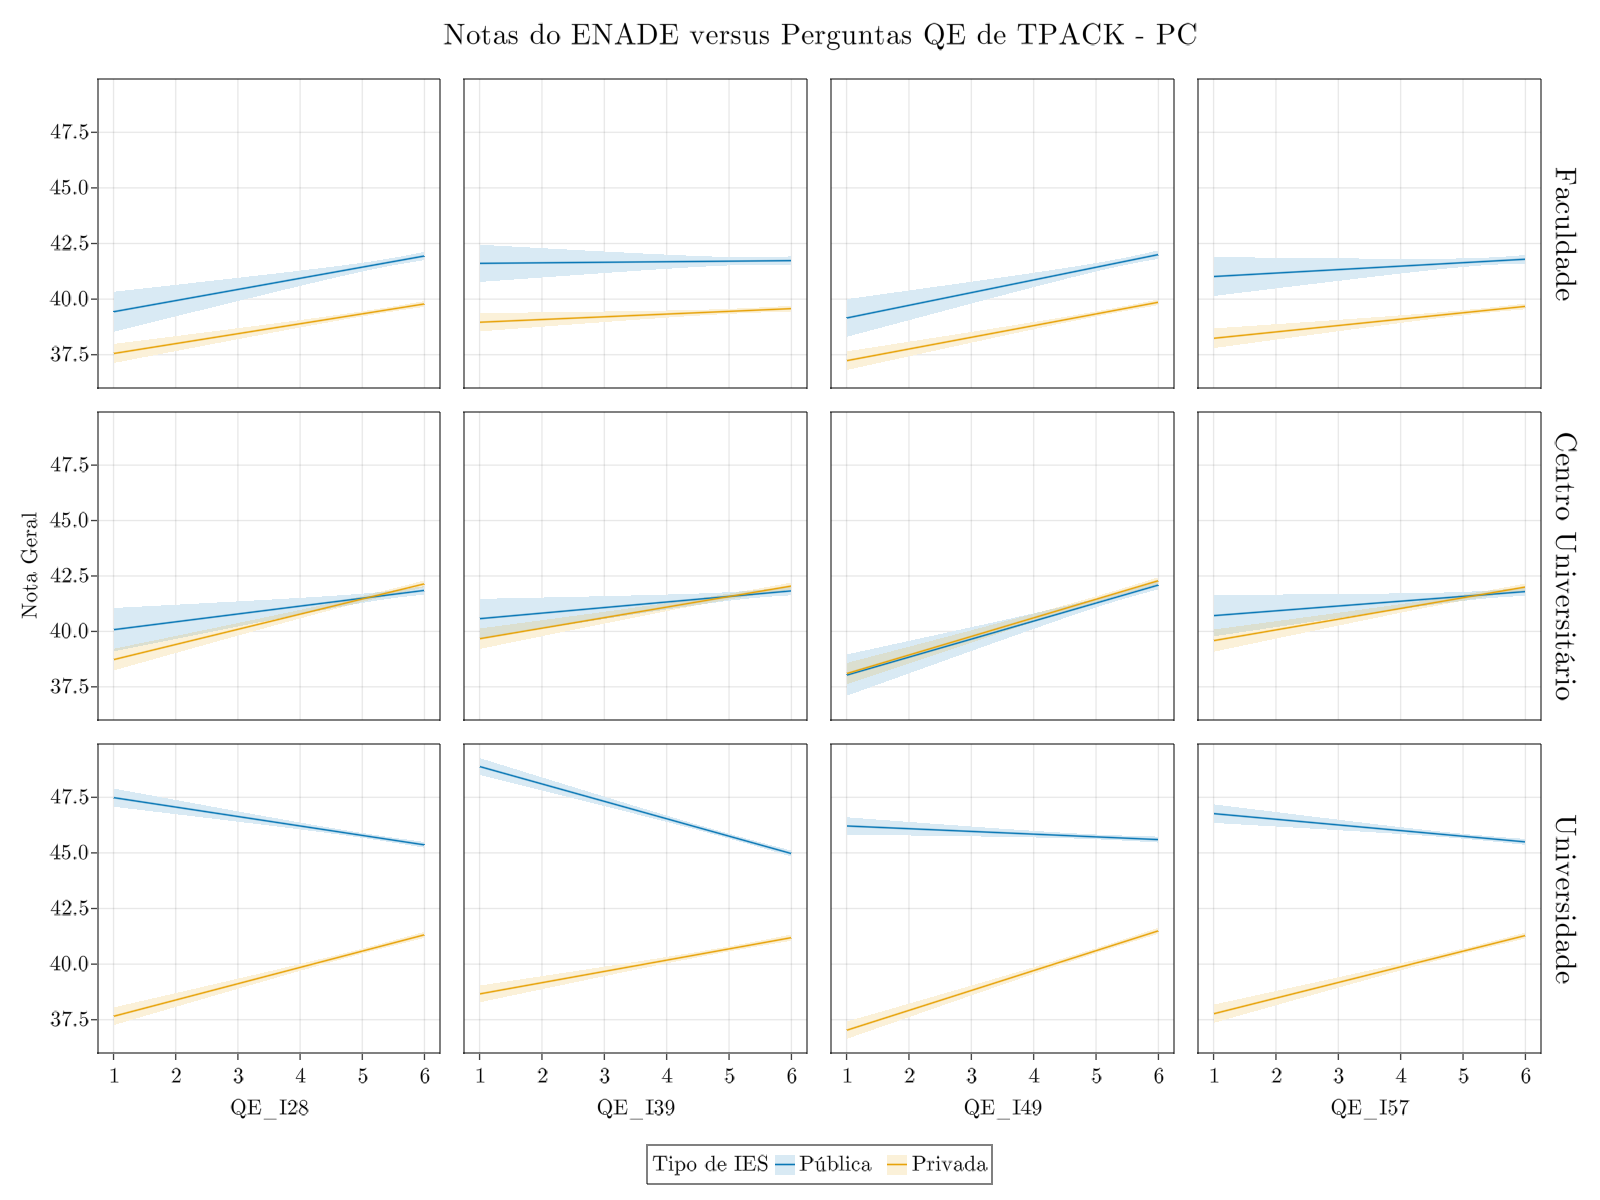 Notas do ENADE versus Perguntas QE de TPACK - PC
47.5
45.0
42.5
40.0
37.5
Faculdade
47.5
45.0
42.5
40.0
37.5
Nota Geral
Centro Universitário
47.5
45.0
42.5
40.0
37.5
Universidade
1 2 3 4 5 6 1 2 3 4 5 6 1 2 3 4 5 6 1 2 3 4 5 6
QE_I28 QE_I39 QE_I49 QE_I57
Tipo de IES Pública Privada